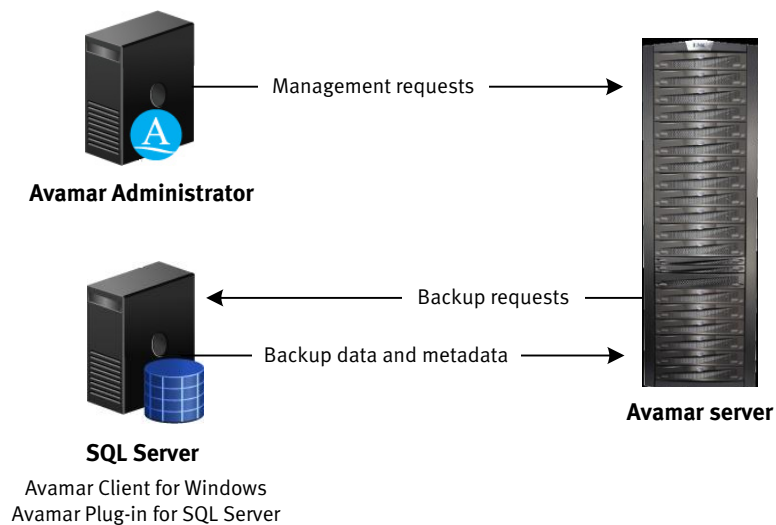 Management requests
A
Avamar Administrator
Backup requests
Backup data and metadata
Avamar server
SQL Server
Avamar Client for Windows
Avamar Plug-in for SQL Server